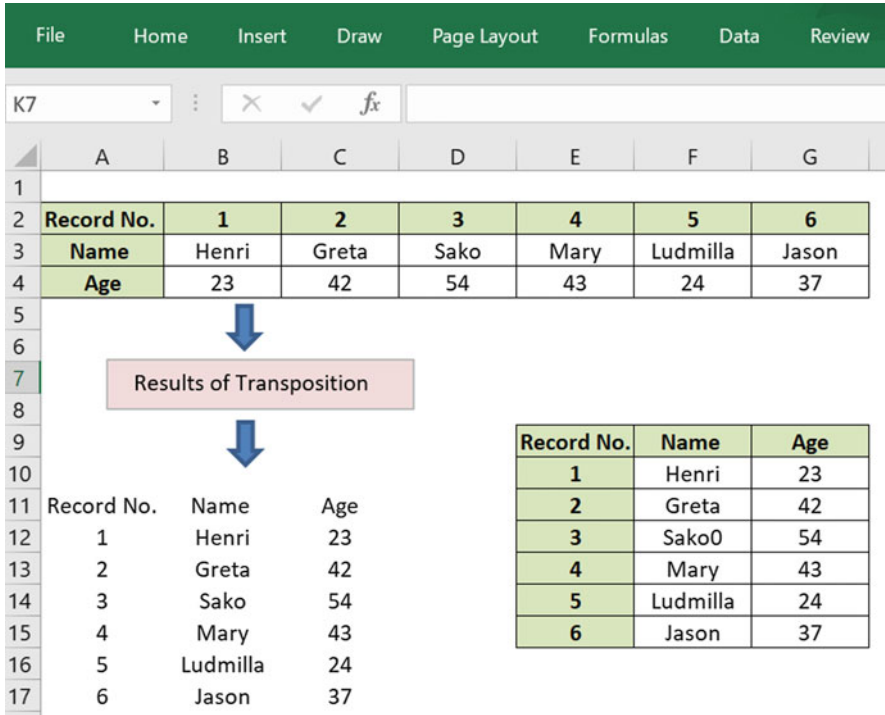 File Home Insert Draw Page Layout Formulas Data Review
K7 fx
A B C D E F G
1
2 Record No. 1 2 3 4 5 6
3 Name Henri Greta Sako Mary Ludmilla Jason
4 Age 23 42 54 43 24 37
5
6
7 Results of Transposition
8
9 Record No. Name Age
10 1 Henri 23
11 Record No. Name Age 2 Greta 42
12 1 Henri 23 3 Sako0 54
13 2 Greta 42 4 Mary 43
14 3 Sako 54 5 Ludmilla 24
15 4 Mary 43 6 Jason 37
16 5 Ludmilla 24
17 6 Jason 37